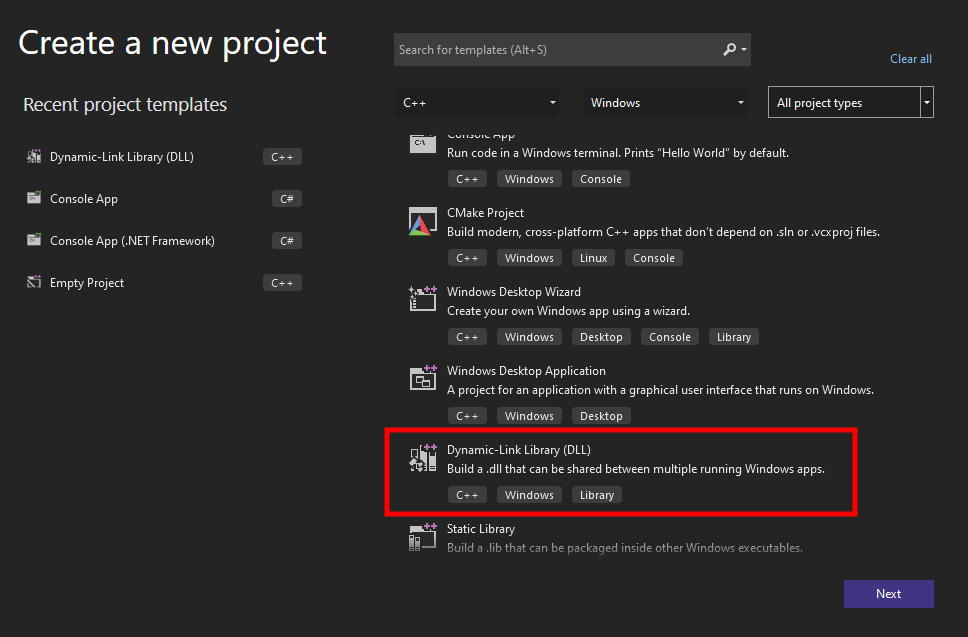 Create a new project
Search for templates (Alt+S)
Clear all
Recent project templates
C++
Windows
All project types
Dynamic-Link Library (DLL) C++
Console App C#
Console App (.NET Framework) C#
Empty Project C++
Console App
Run code in a Windows terminal. Prints "Hello World" by default.
C++ Windows Console
CMake Project
Build modern, cross-platform C++ apps that don't depend on .sln or .vcxproj files.
C++ Windows Linux Console
Windows Desktop Wizard
Create your own Windows app using a wizard.
C++ Windows Desktop Console Library
Windows Desktop Application
A project for an application with a graphical user interface that runs on Windows.
C++ Windows Desktop
Dynamic-Link Library (DLL)
Build a .dll that can be shared between multiple running Windows apps.
C++ Windows Library
Static Library
Build a .lib that can be packaged inside other Windows executables.
Next